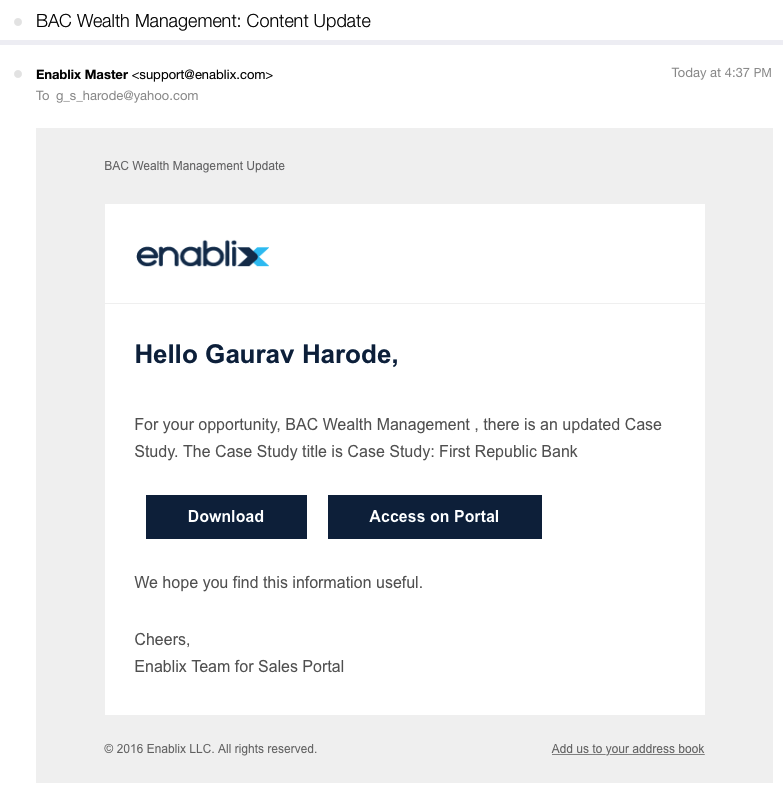 BAC Wealth Management: Content Update
Enablix Master <support@enablix.com>
Today at 4:37 PM
To g_s_harode@yahoo.com
BAC Wealth Management Update
enablix
Hello Gaurav Harode,
For your opportunity, BAC Wealth Management , there is an updated Case
Study. The Case Study title is Case Study: First Republic Bank
Download
Access on Portal
We hope you find this information useful.
Cheers,
Enablix Team for Sales Portal
© 2016 Enablix LLC. All rights reserved.
Add us to your address book